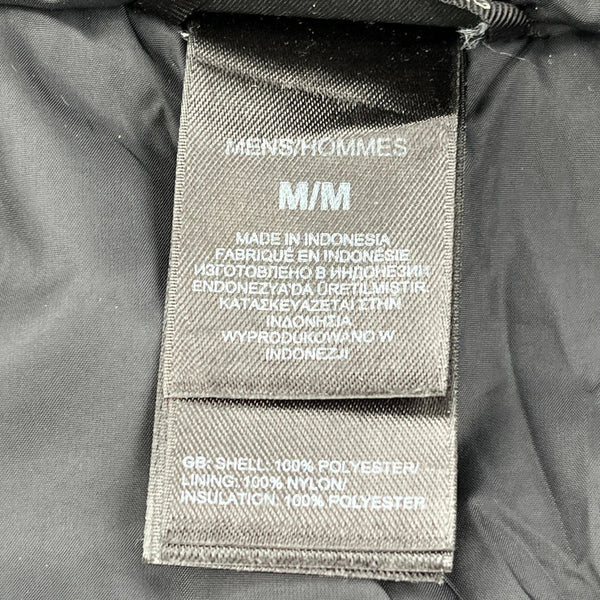 MENS/HOMMES
M/M
MADE IN INDONESIA
FABRIQUÉ EN INDONÉSIE
ИЗГОТОВЛЕНО В ИНДОНЕЗИИ
ENDONEZYA'DA ÜRETILMISTIR.
ΚΑΤΑΣΚΕΥΑΖΕΤΑΙ ΣΤΗΝ
ΙΝΔΟΝΗΣΙΑ
WYPRODUKOWANO W
INDONEZJI
GB: SHELL: 100% POLYESTER/
LINING: 100% NYLON/
INSULATION: 100% POLYESTER